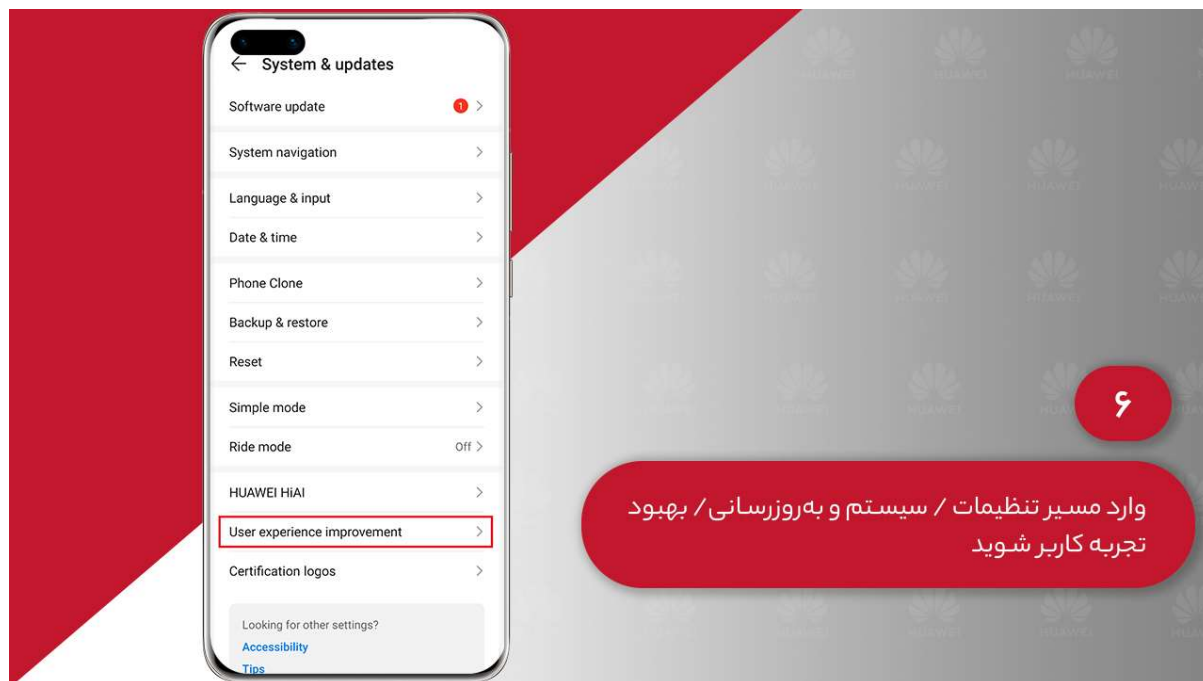 System & updates
Software update 1
System navigation
Language & input
Date & time
Phone Clone
Backup & restore
Reset
Simple mode
Ride mode Off
HUAWEI HiAI
User experience improvement
Certification logos
Looking for other settings?
Accessibility
Tips
۶
وارد مسیر تنظیمات / سیستم و به‌روزرسانی/ بهبود
تجربه کاربر شوید
HUAWEI